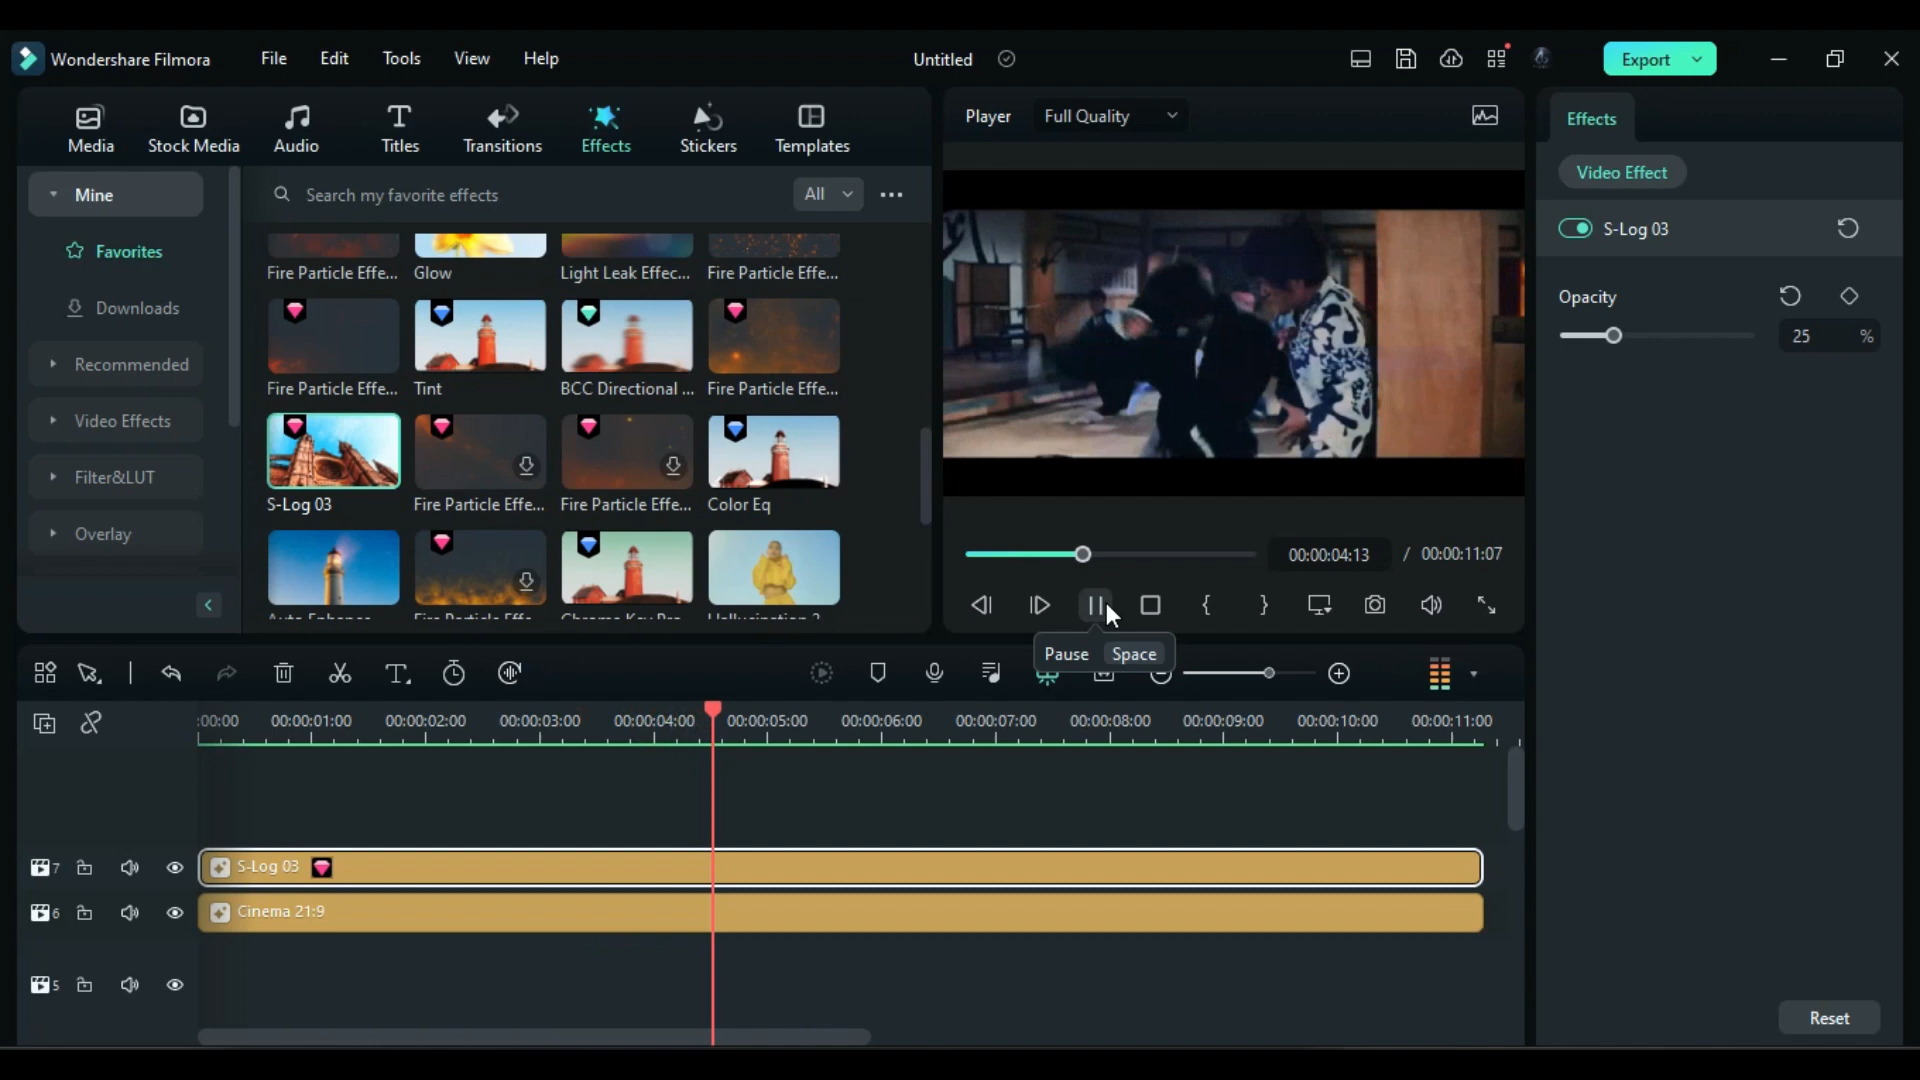 Wondershare Filmora
File
Edit
Tools
View
Help
Untitled
Export
Media
Stock Media
Audio
Titles
Transitions
Effects
Stickers
Templates
Player
Full Quality
Effects
Video Effect
Mine
Search my favorite effects
All
S-Log 03
Favorites
Fire Particle Effe...
Glow
Light Leak Effec...
Fire Particle Effe...
Opacity
Downloads
25
%
Recommended
Fire Particle Effe...
Tint
BCC Directional ...
Fire Particle Effe...
Video Effects
Filter&LUT
S-Log 03
Fire Particle Effe...
Fire Particle Effe...
Color Eq
Overlay
00:00:04:13
/
00:00:11:07
Pause
Space
:00:00
00:00:01:00
00:00:02:00
00:00:03:00
00:00:04:00
00:00:05:00
00:00:06:00
00:00:07:00
00:00:08:00
00:00:09:00
00:00:10:00
00:00:11:00
7
S-Log 03
6
Cinema 21:9
5
Reset